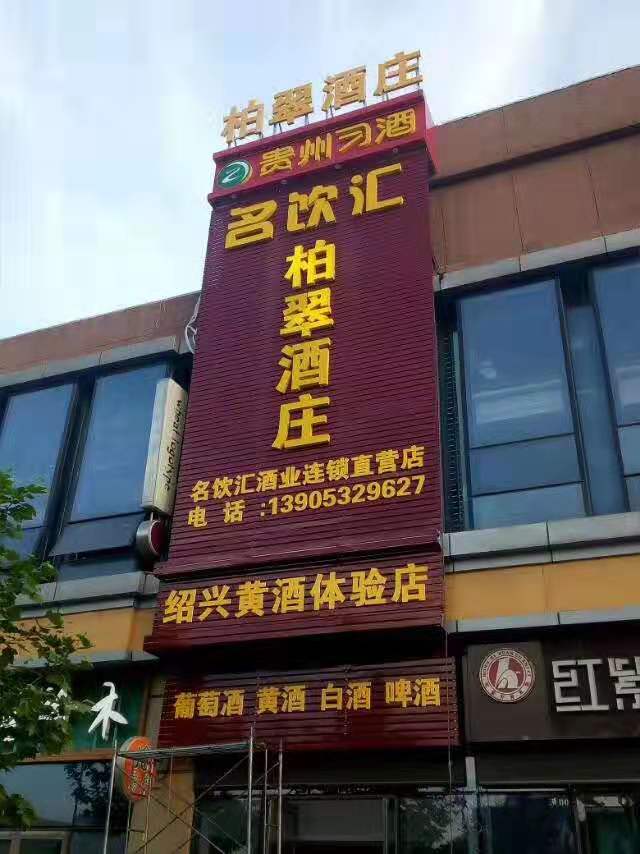 柏翠酒庄
贵州习酒
名饮汇
柏翠酒庄
名饮汇酒业连锁直营店
电 话 :13905329627
绍兴黄酒体验店
葡萄酒 黄酒 白酒 啤酒
木
红